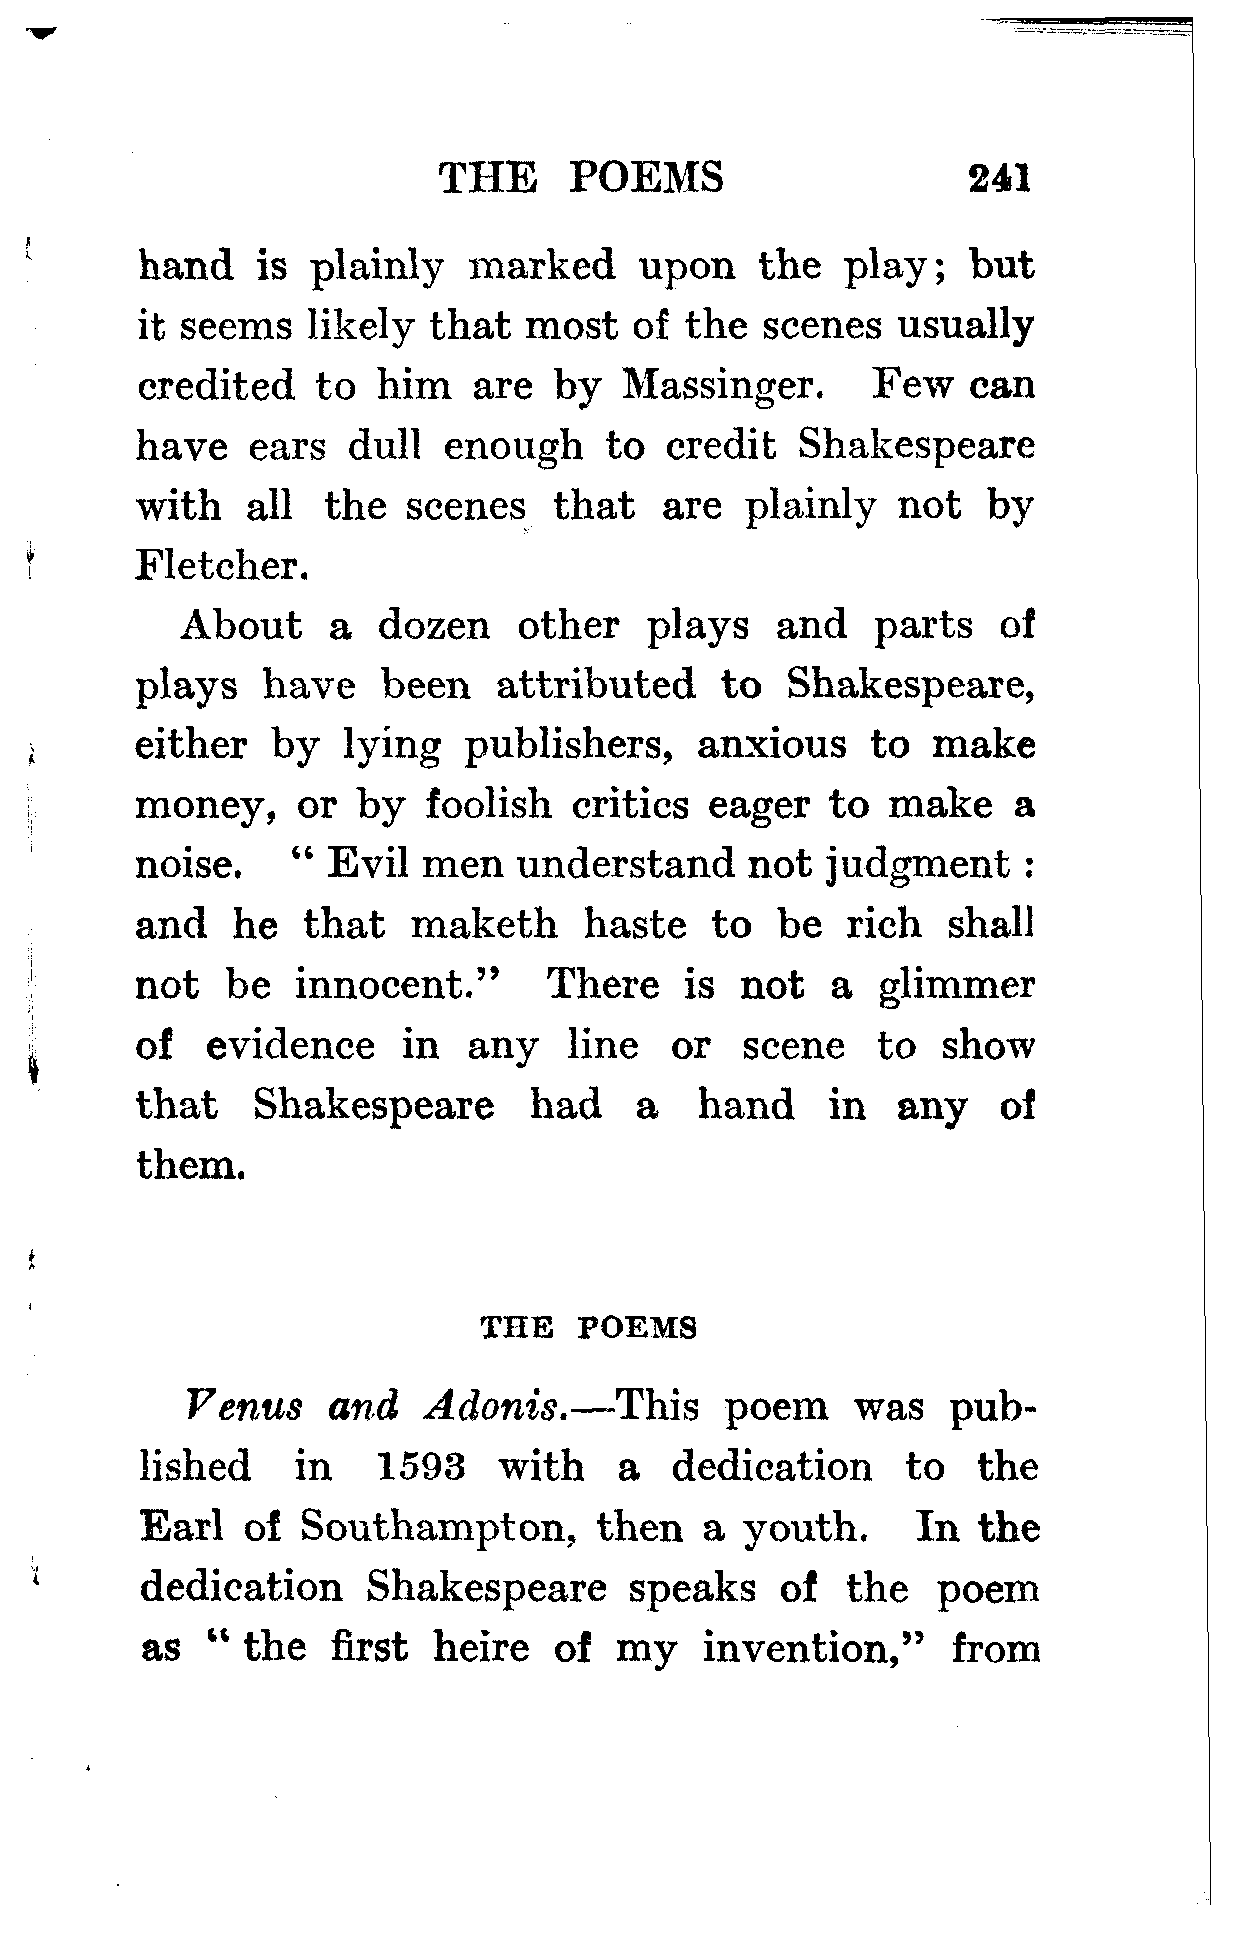 THE POEMS 241
hand is plainly marked upon the play; but
it seems likely that most of the scenes usually
credited to him are by Massinger. Few can
have ears dull enough to credit Shakespeare
with all the scenes that are plainly not by
Fletcher.
About a dozen other plays and parts of
plays have been attributed to Shakespeare,
either by lying publishers, anxious to make
money, or by foolish critics eager to make a
noise. “ Evil men understand not judgment :
and he that maketh haste to be rich shall
not be innocent.” There is not a glimmer
of evidence in any line or scene to show
that Shakespeare had a hand in any of
them.
THE POEMS
Venus and Adonis.—This poem was pub-
lished in 1593 with a dedication to the
Earl of Southampton, then a youth. In the
dedication Shakespeare speaks of the poem
as “ the first heire of my invention,” from